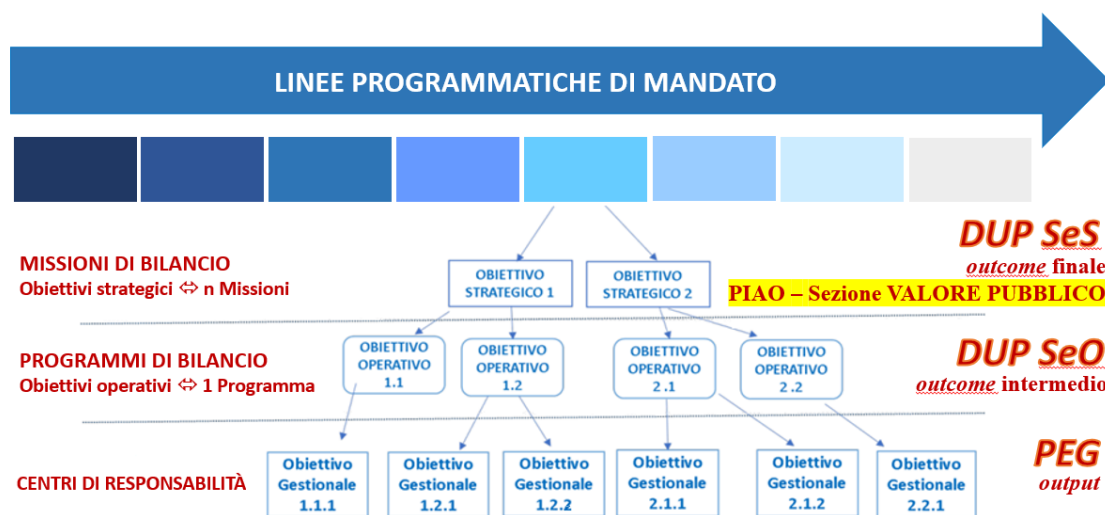 LINEE PROGRAMMATICHE DI MANDATO
DUP SeS
outcome finale
PIAO – Sezione VALORE PUBBLICO
MISSIONI DI BILANCIO
Obiettivi strategici ⇔ n Missioni
OBIETTIVO
STRATEGICO 1
OBIETTIVO
STRATEGICO 2
PROGRAMMI DI BILANCIO
Obiettivi operativi ⇔ 1 Programma
OBIETTIVO
OPERATIVO
1.1
OBIETTIVO
OPERATIVO
1.2
OBIETTIVO
OPERATIVO
2.1
OBIETTIVO
OPERATIVO
2.2
DUP SeO
outcome intermedio
CENTRI DI RESPONSABILITÀ
Obiettivo
Gestionale
1.1.1
Obiettivo
Gestionale
1.2.1
Obiettivo
Gestionale
1.2.2
Obiettivo
Gestionale
2.1.1
Obiettivo
Gestionale
2.1.2
Obiettivo
Gestionale
2.2.1
PEG
output